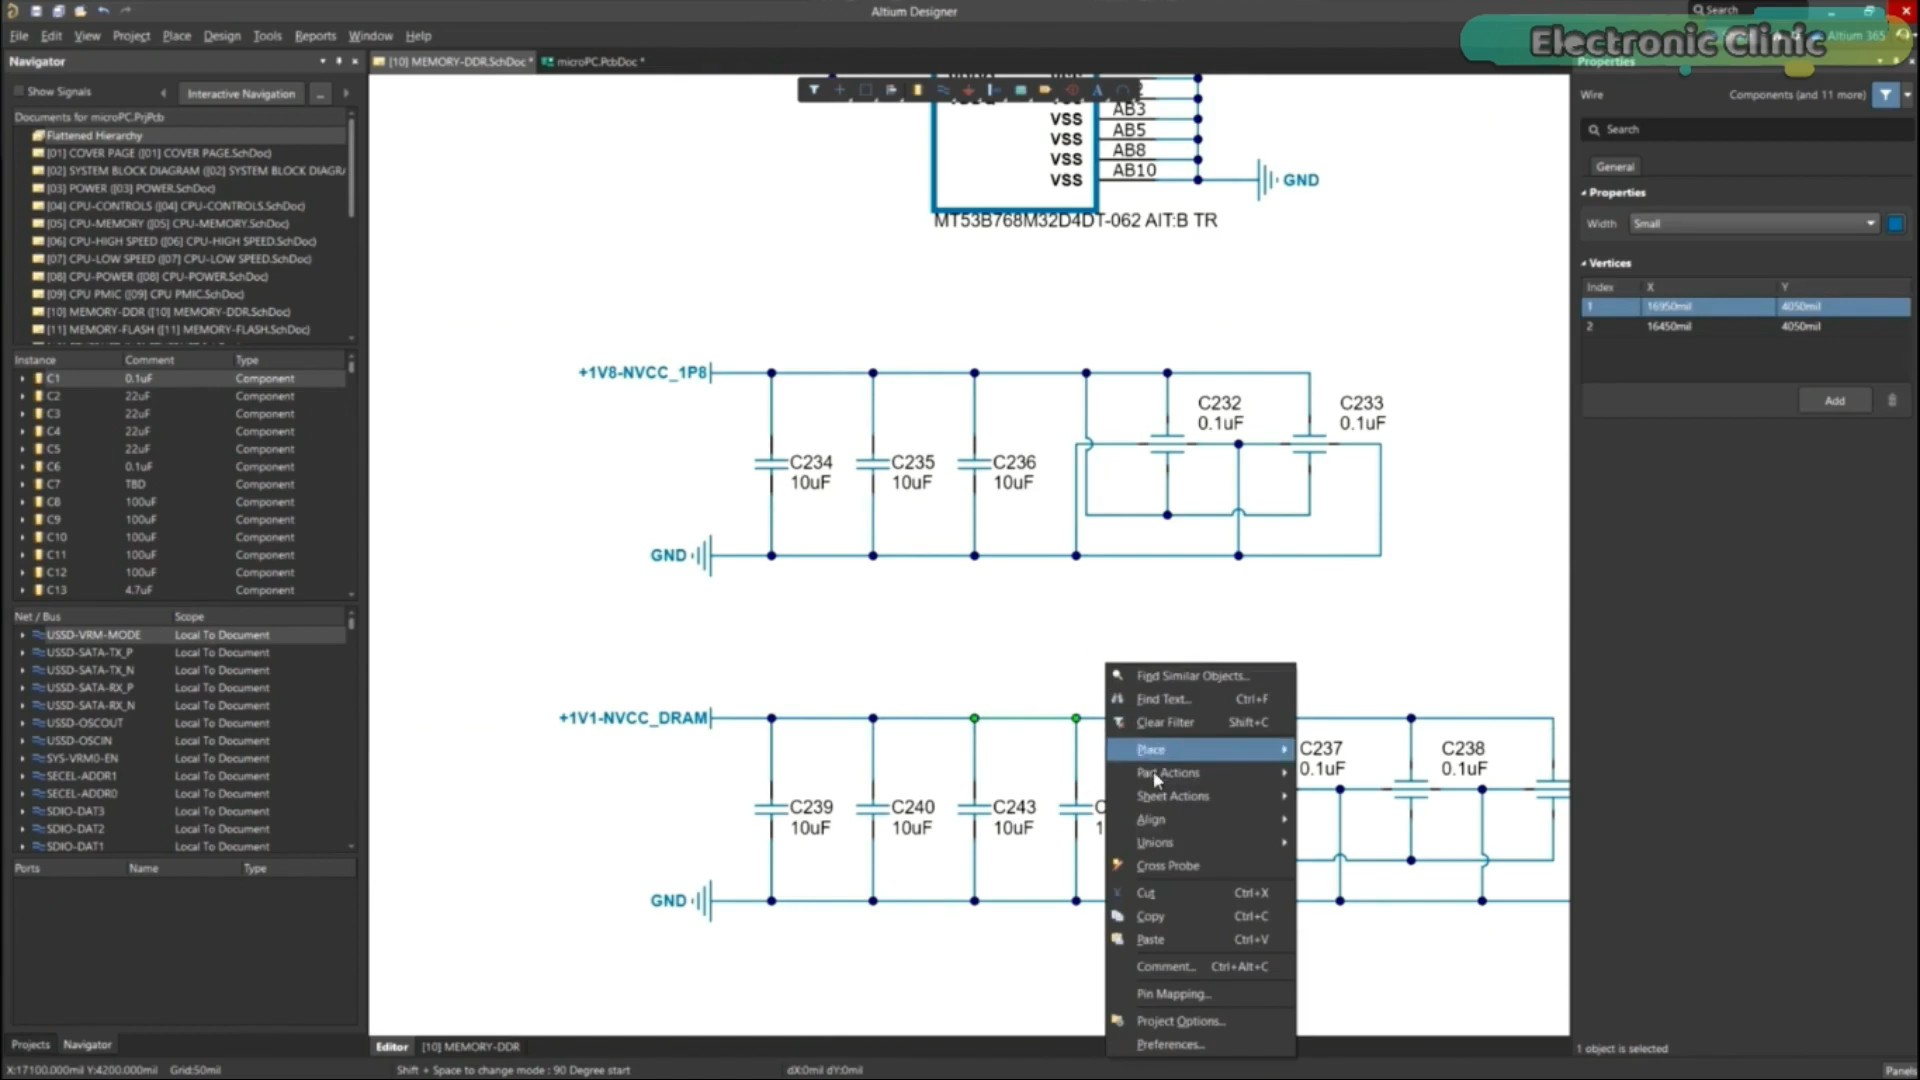 Altium Designer
Search
File Edit View Project Place Design Tools Reports Window Help
Altium 365
Electronic Clinic
Navigator
[10] MEMORY-DDR.SchDoc *
microPC.PcbDoc *
Properties
Show Signals
Interactive Navigation
...
Wire
Components (and 11 more)
Documents for microPC.PrjPcb
Search
Flattened Hierarchy
[01] COVER PAGE ([01] COVER PAGE.SchDoc)
[02] SYSTEM BLOCK DIAGRAM ([02] SYSTEM BLOCK DIAGRA
[03] POWER ([03] POWER.SchDoc)
[04] CPU-CONTROLS ([04] CPU-CONTROLS.SchDoc)
[05] CPU-MEMORY ([05] CPU-MEMORY.SchDoc)
[06] CPU-HIGH SPEED ([06] CPU-HIGH SPEED.SchDoc)
[07] CPU-LOW SPEED ([07] CPU-LOW SPEED.SchDoc)
[08] CPU-POWER ([08] CPU-POWER.SchDoc)
[09] CPU PMIC ([09] CPU PMIC.SchDoc)
[10] MEMORY-DDR ([10] MEMORY-DDR.SchDoc)
[11] MEMORY-FLASH ([11] MEMORY-FLASH.SchDoc)
Instance Comment Type
C1 0.1uF Component
C2 22uF Component
C3 22uF Component
C4 22uF Component
C5 22uF Component
C6 0.1uF Component
C7 TBD Component
C8 100uF Component
C9 100uF Component
C10 100uF Component
C11 100uF Component
C12 100uF Component
C13 4.7uF Component
Net / Bus Scope
USSD-VRM-MODE Local To Document
USSD-SATA-TX_P Local To Document
USSD-SATA-TX_N Local To Document
USSD-SATA-RX_P Local To Document
USSD-SATA-RX_N Local To Document
USSD-OSCOUT Local To Document
USSD-OSCIN Local To Document
SYS-VRM0-EN Local To Document
SECEL-ADDR1 Local To Document
SECEL-ADDR0 Local To Document
SDIO-DAT3 Local To Document
SDIO-DAT2 Local To Document
SDIO-DAT1 Local To Document
Ports Name Type
Projects Navigator
VSS AB3
VSS AB5
VSS AB8
VSS AB10
GND
MT53B768M32D4DT-062 AIT:B TR
+1V8-NVCC_1P8
C232
0.1uF
C233
0.1uF
C234
10uF
C235
10uF
C236
10uF
GND
+1V1-NVCC_DRAM
C237
0.1uF
C238
0.1uF
C239
10uF
C240
10uF
C243
10uF
GND
Find Similar Objects...
Find Text... Ctrl+F
Clear Filter Shift+C
Place
Part Actions
Sheet Actions
Align
Unions
Cross Probe
Cut Ctrl+X
Copy Ctrl+C
Paste Ctrl+V
Comment... Ctrl+Alt+C
Pin Mapping...
Project Options...
Preferences...
General
Properties
Width Small
Vertices
Index X Y
1 16950mil 4050mil
2 16450mil 4050mil
Add
Editor [10] MEMORY-DDR
1 object is selected
X:17100.000mil Y:4200.000mil Grid:50mil
Shift + Space to change mode : 90 Degree start
dX:0mil dY:0mil
Panels